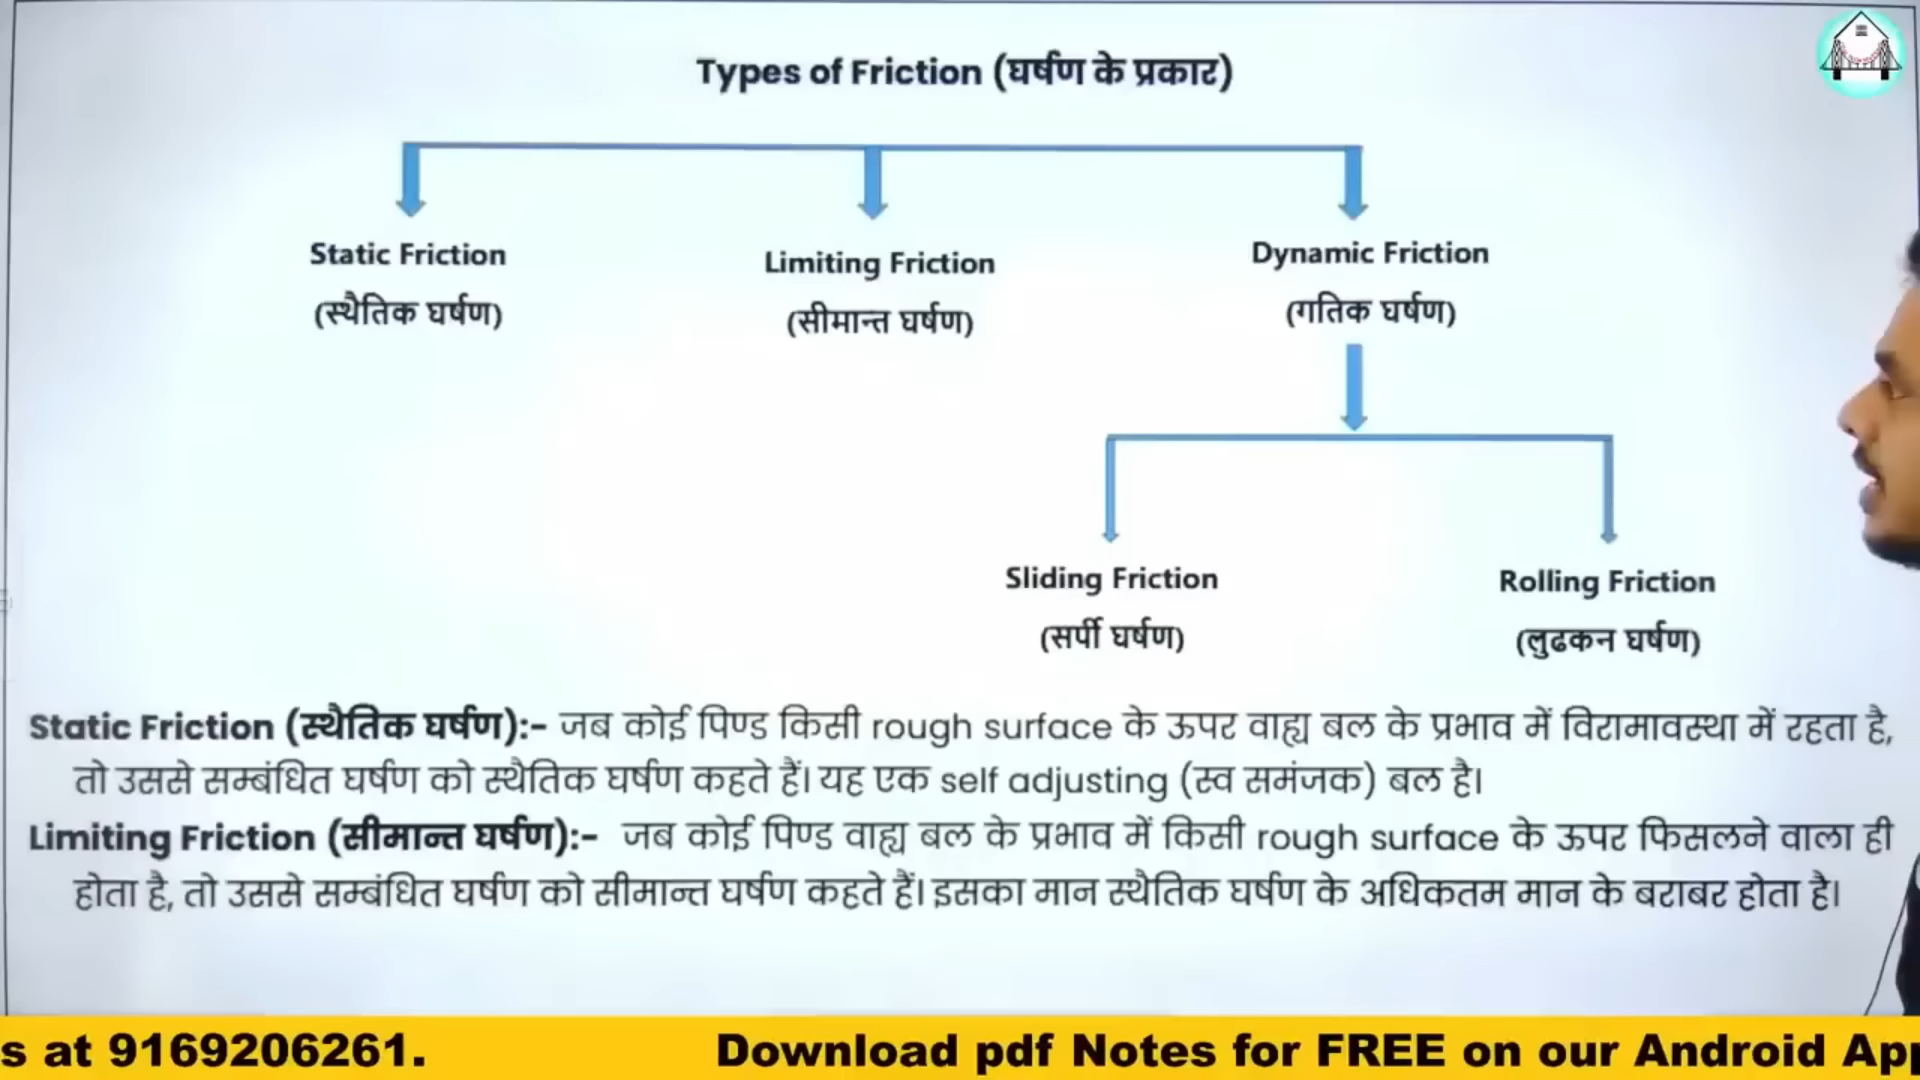 Types of Friction (घर्षण के प्रकार)
Static Friction
(स्थैतिक घर्षण)
Limiting Friction
(सीमान्त घर्षण)
Dynamic Friction
(गतिक घर्षण)
Sliding Friction
(सर्पी घर्षण)
Rolling Friction
(लुढकन घर्षण)
Static Friction (स्थैतिक घर्षण):- जब कोई पिण्ड किसी rough surface के ऊपर वाह्य बल के प्रभाव में विरामावस्था में रहता है,
तो उससे सम्बंधित घर्षण को स्थैतिक घर्षण कहते हैं। यह एक self adjusting (स्व समंजक) बल है।
Limiting Friction (सीमान्त घर्षण):- जब कोई पिण्ड वाह्य बल के प्रभाव में किसी rough surface के ऊपर फिसलने वाला ही
होता है, तो उससे सम्बंधित घर्षण को सीमान्त घर्षण कहते हैं। इसका मान स्थैतिक घर्षण के अधिकतम मान के बराबर होता है।
s at 9169206261. Download pdf Notes for FREE on our Android Ap